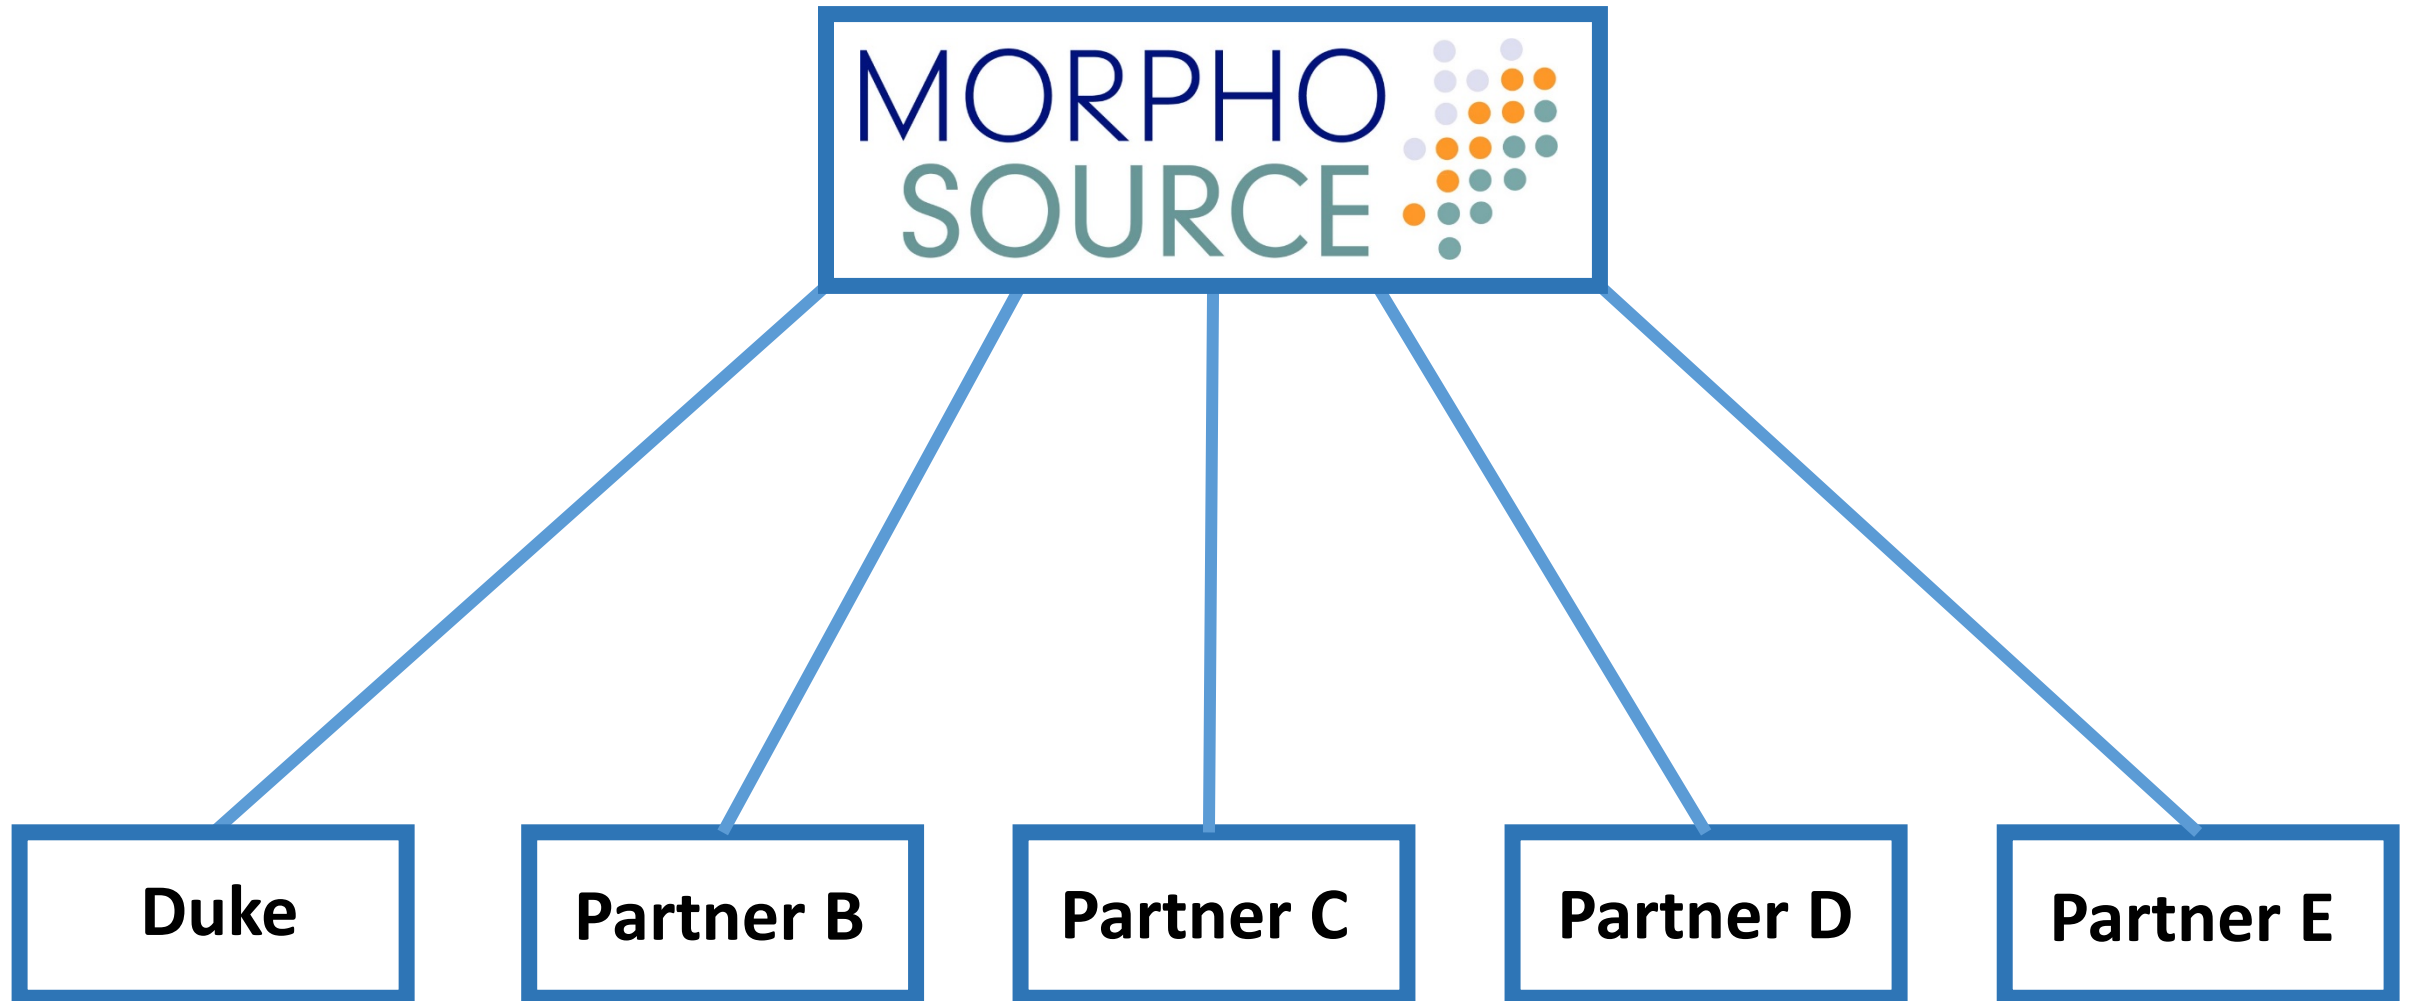 MORPHO
SOURCE
Duke
Partner B
Partner C
Partner D
Partner E